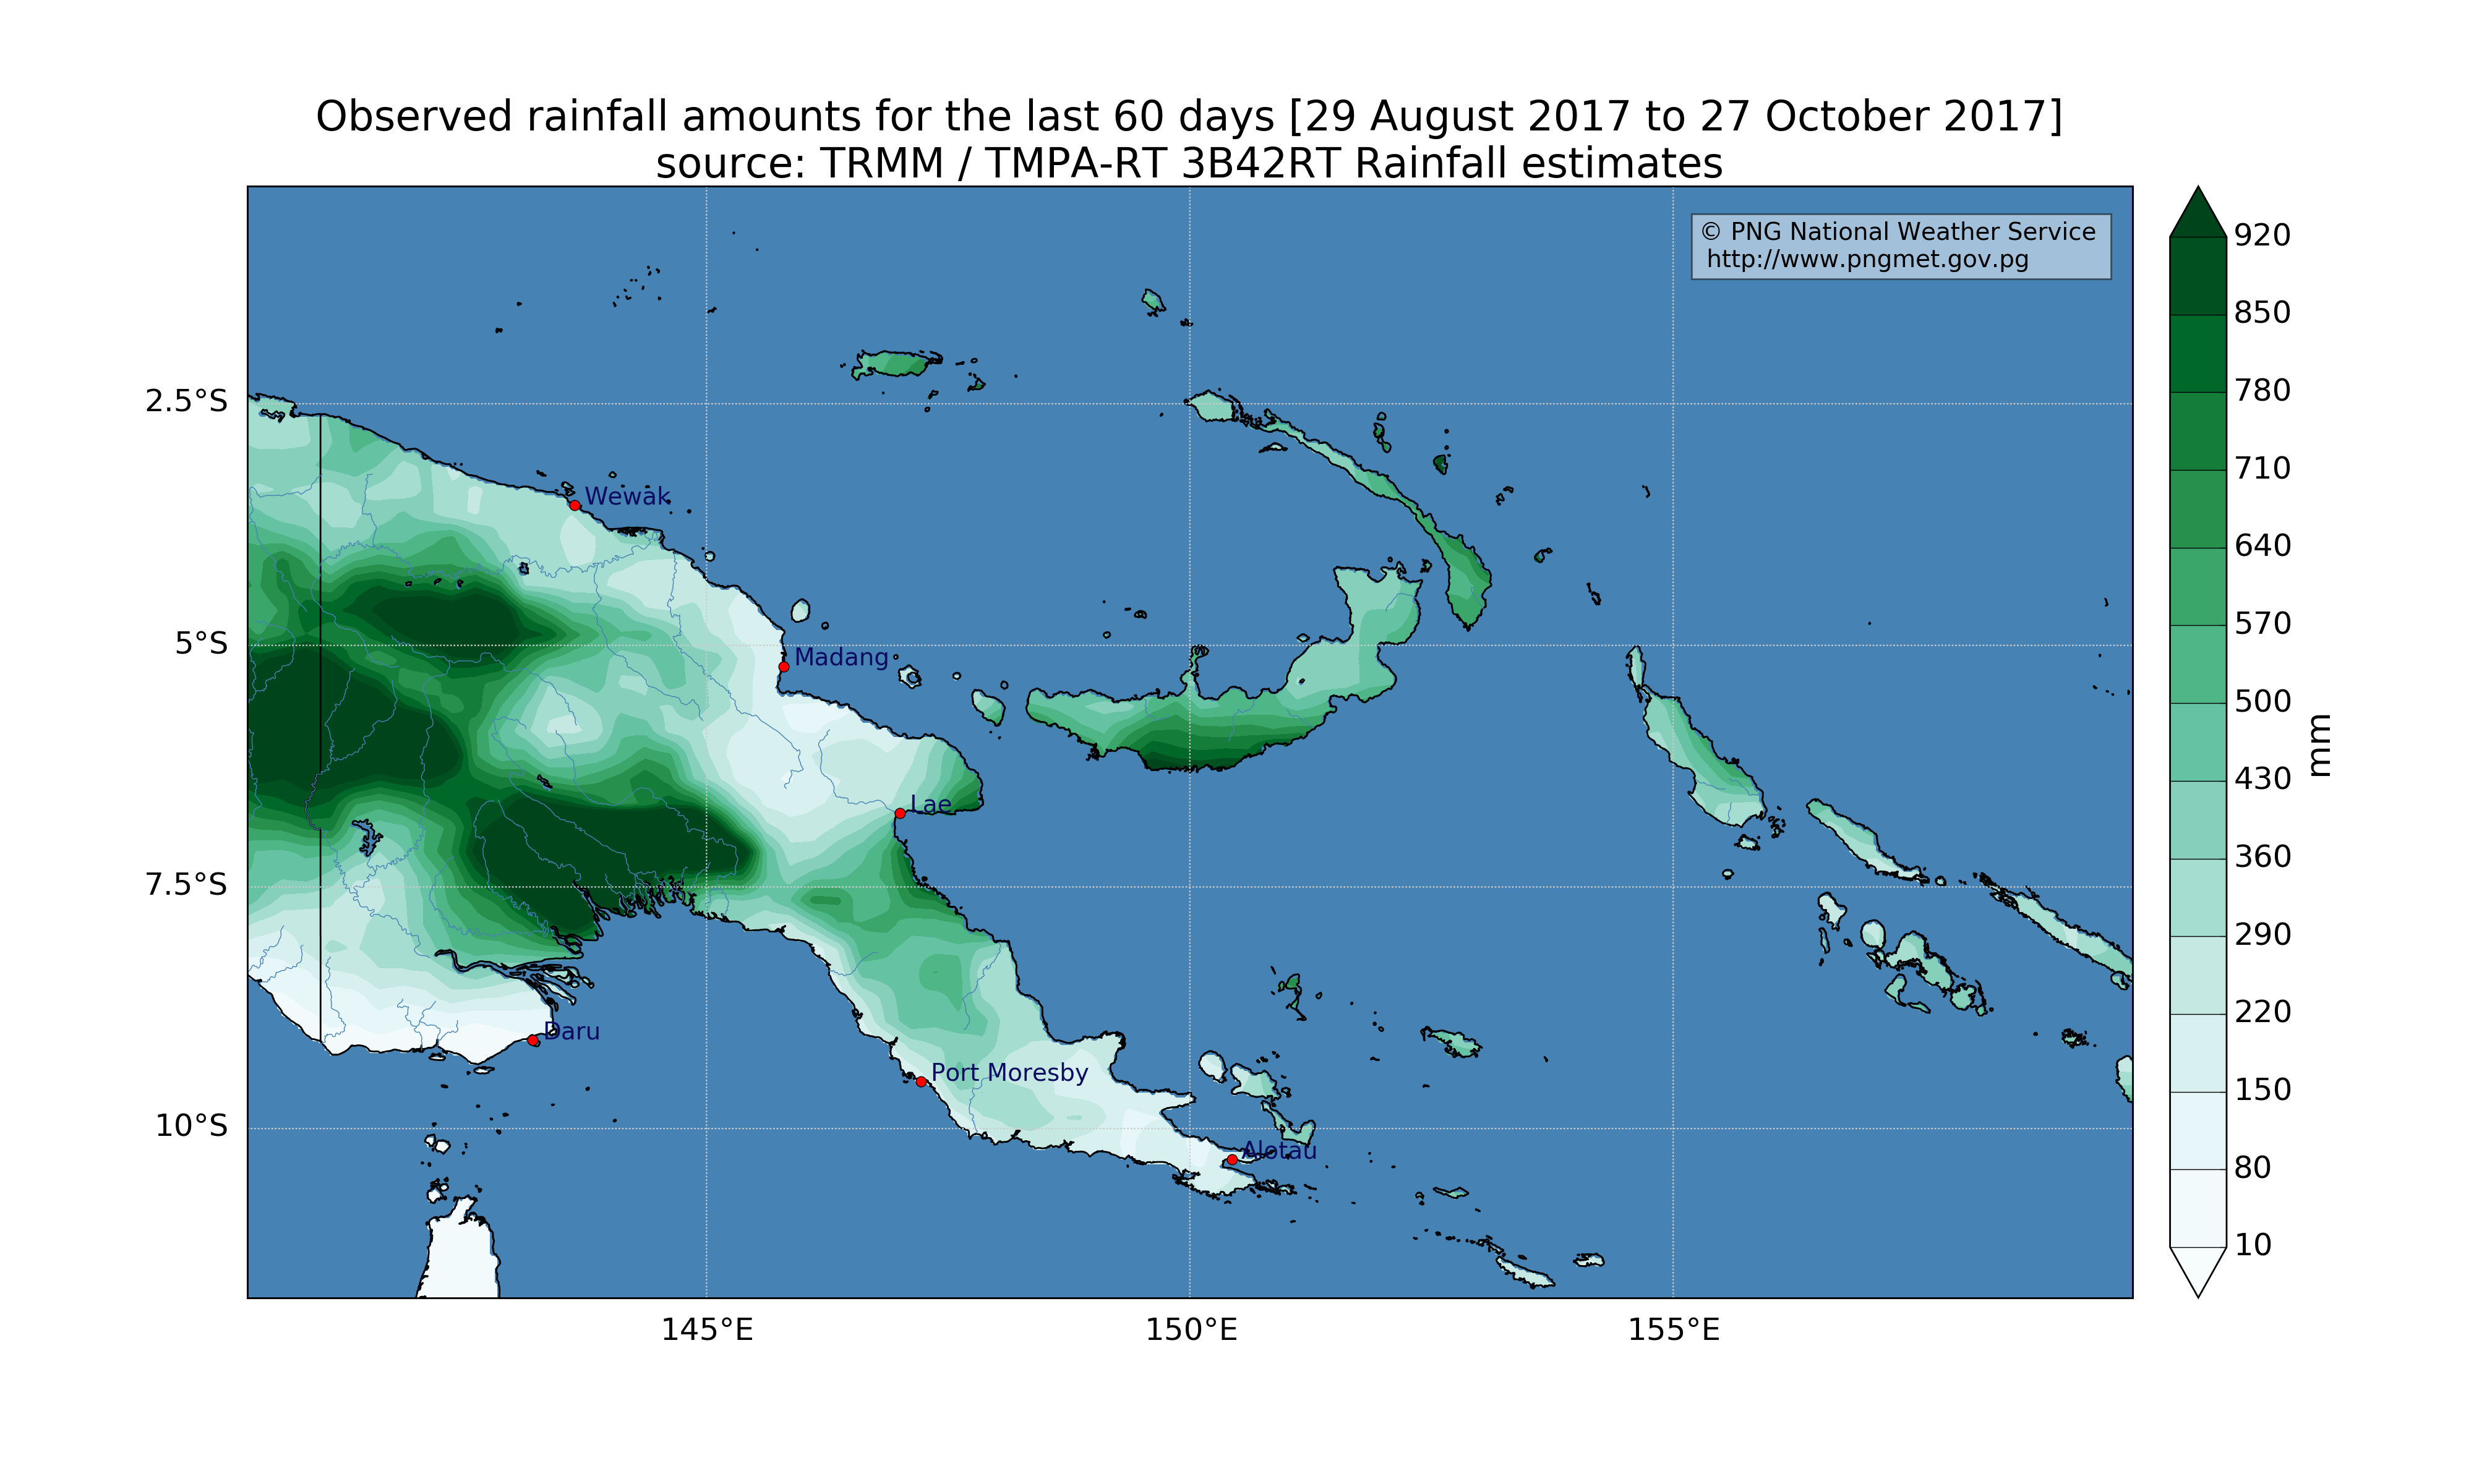 Observed rainfall amounts for the last 60 days [29 August 2017 to 27 October 2017]
source: TRMM / TMPA-RT 3B42RT Rainfall estimates
© PNG National Weather Service
http://www.pngmet.gov.pg
920
850
780
710
640
570
500
430
360
290
220
150
80
10
mm
2.5°S
5°S
7.5°S
10°S
Wewak
Madang
Lae
Daru
Port Moresby
Alotau
145°E
150°E
155°E